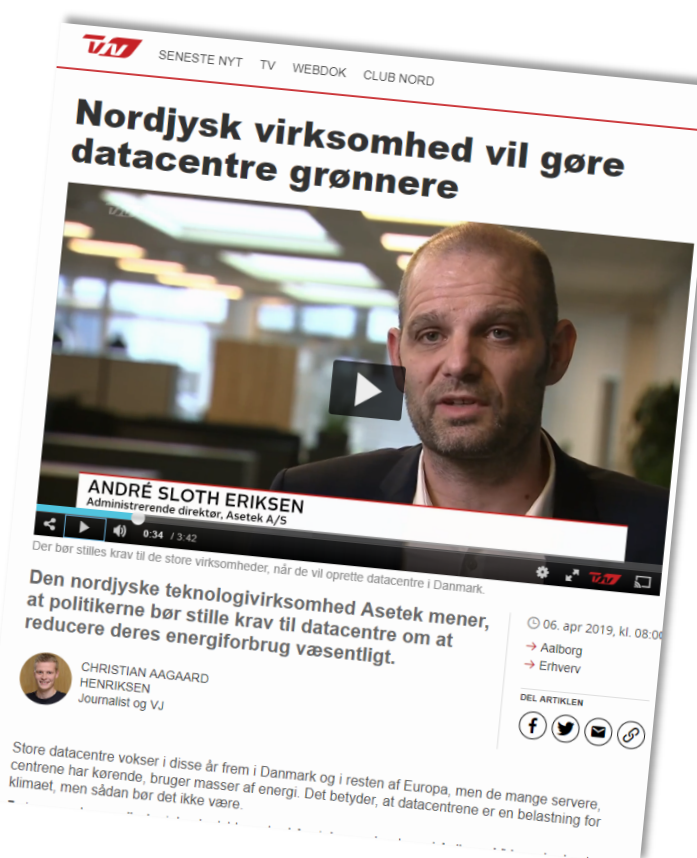 SENESTE NYT TV WEBDOK CLUB NORD
Nordjysk virksomhed vil gøre
datacentre grønnere
ANDRÉ SLOTH ERIKSEN
Administrerende direktør, Asetek A/S
0:34 / 3:42
Der bør stilles krav til de store virksomheder, når de vil oprette datacentre i Danmark.
Den nordjyske teknologivirksomhed Asetek mener,
at politikerne bør stille krav til datacentre om at
reducere deres energiforbrug væsentligt.
CHRISTIAN AAGAARD
HENRIKSEN
Journalist og VJ
06. apr 2019, kl. 08:00
→ Aalborg
→ Erhverv
DEL ARTIKLEN
Store datacentre vokser i disse år frem i Danmark og i resten af Europa, men de mange servere,
centrene har kørende, bruger masser af energi. Det betyder, at datacentrene er en belastning for
klimaet, men sådan bør det ikke være.